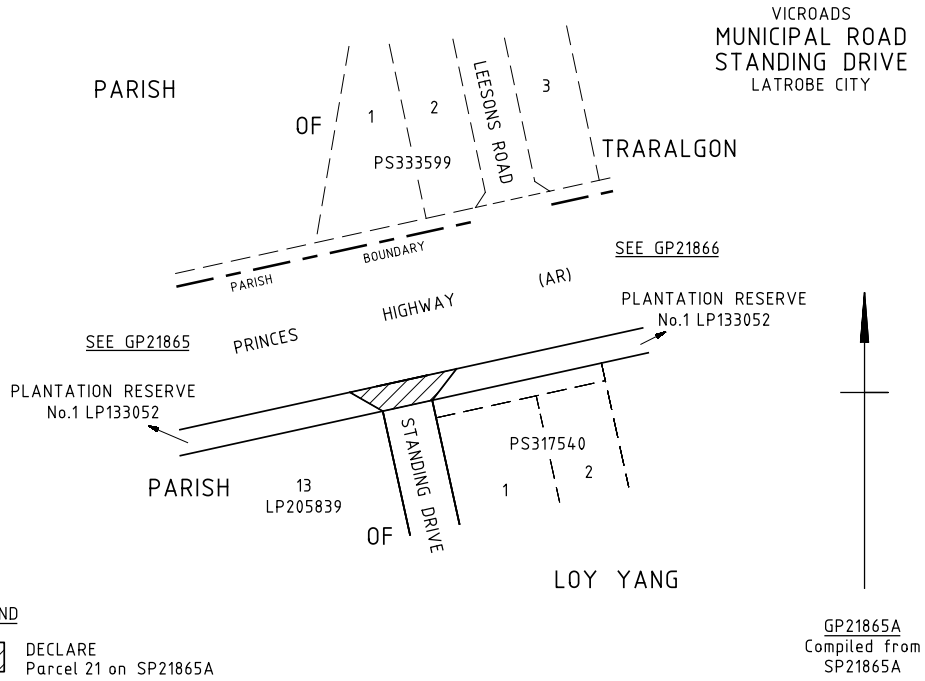 VICROADS
MUNICIPAL ROAD
STANDING DRIVE
LATROBE CITY
PARISH
OF
TRARALGON
1
2
LEESONS ROAD
3
PS333599
PARISH
BOUNDARY
SEE GP21866
PRINCES
HIGHWAY
(AR)
SEE GP21865
PLANTATION RESERVE
No.1 LP133052
PLANTATION RESERVE
No.1 LP133052
STANDING DRIVE
PS317540
1
2
PARISH
13
LP205839
OF
LOY YANG
ND
DECLARE
Parcel 21 on SP21865A
GP21865A
Compiled from
SP21865A